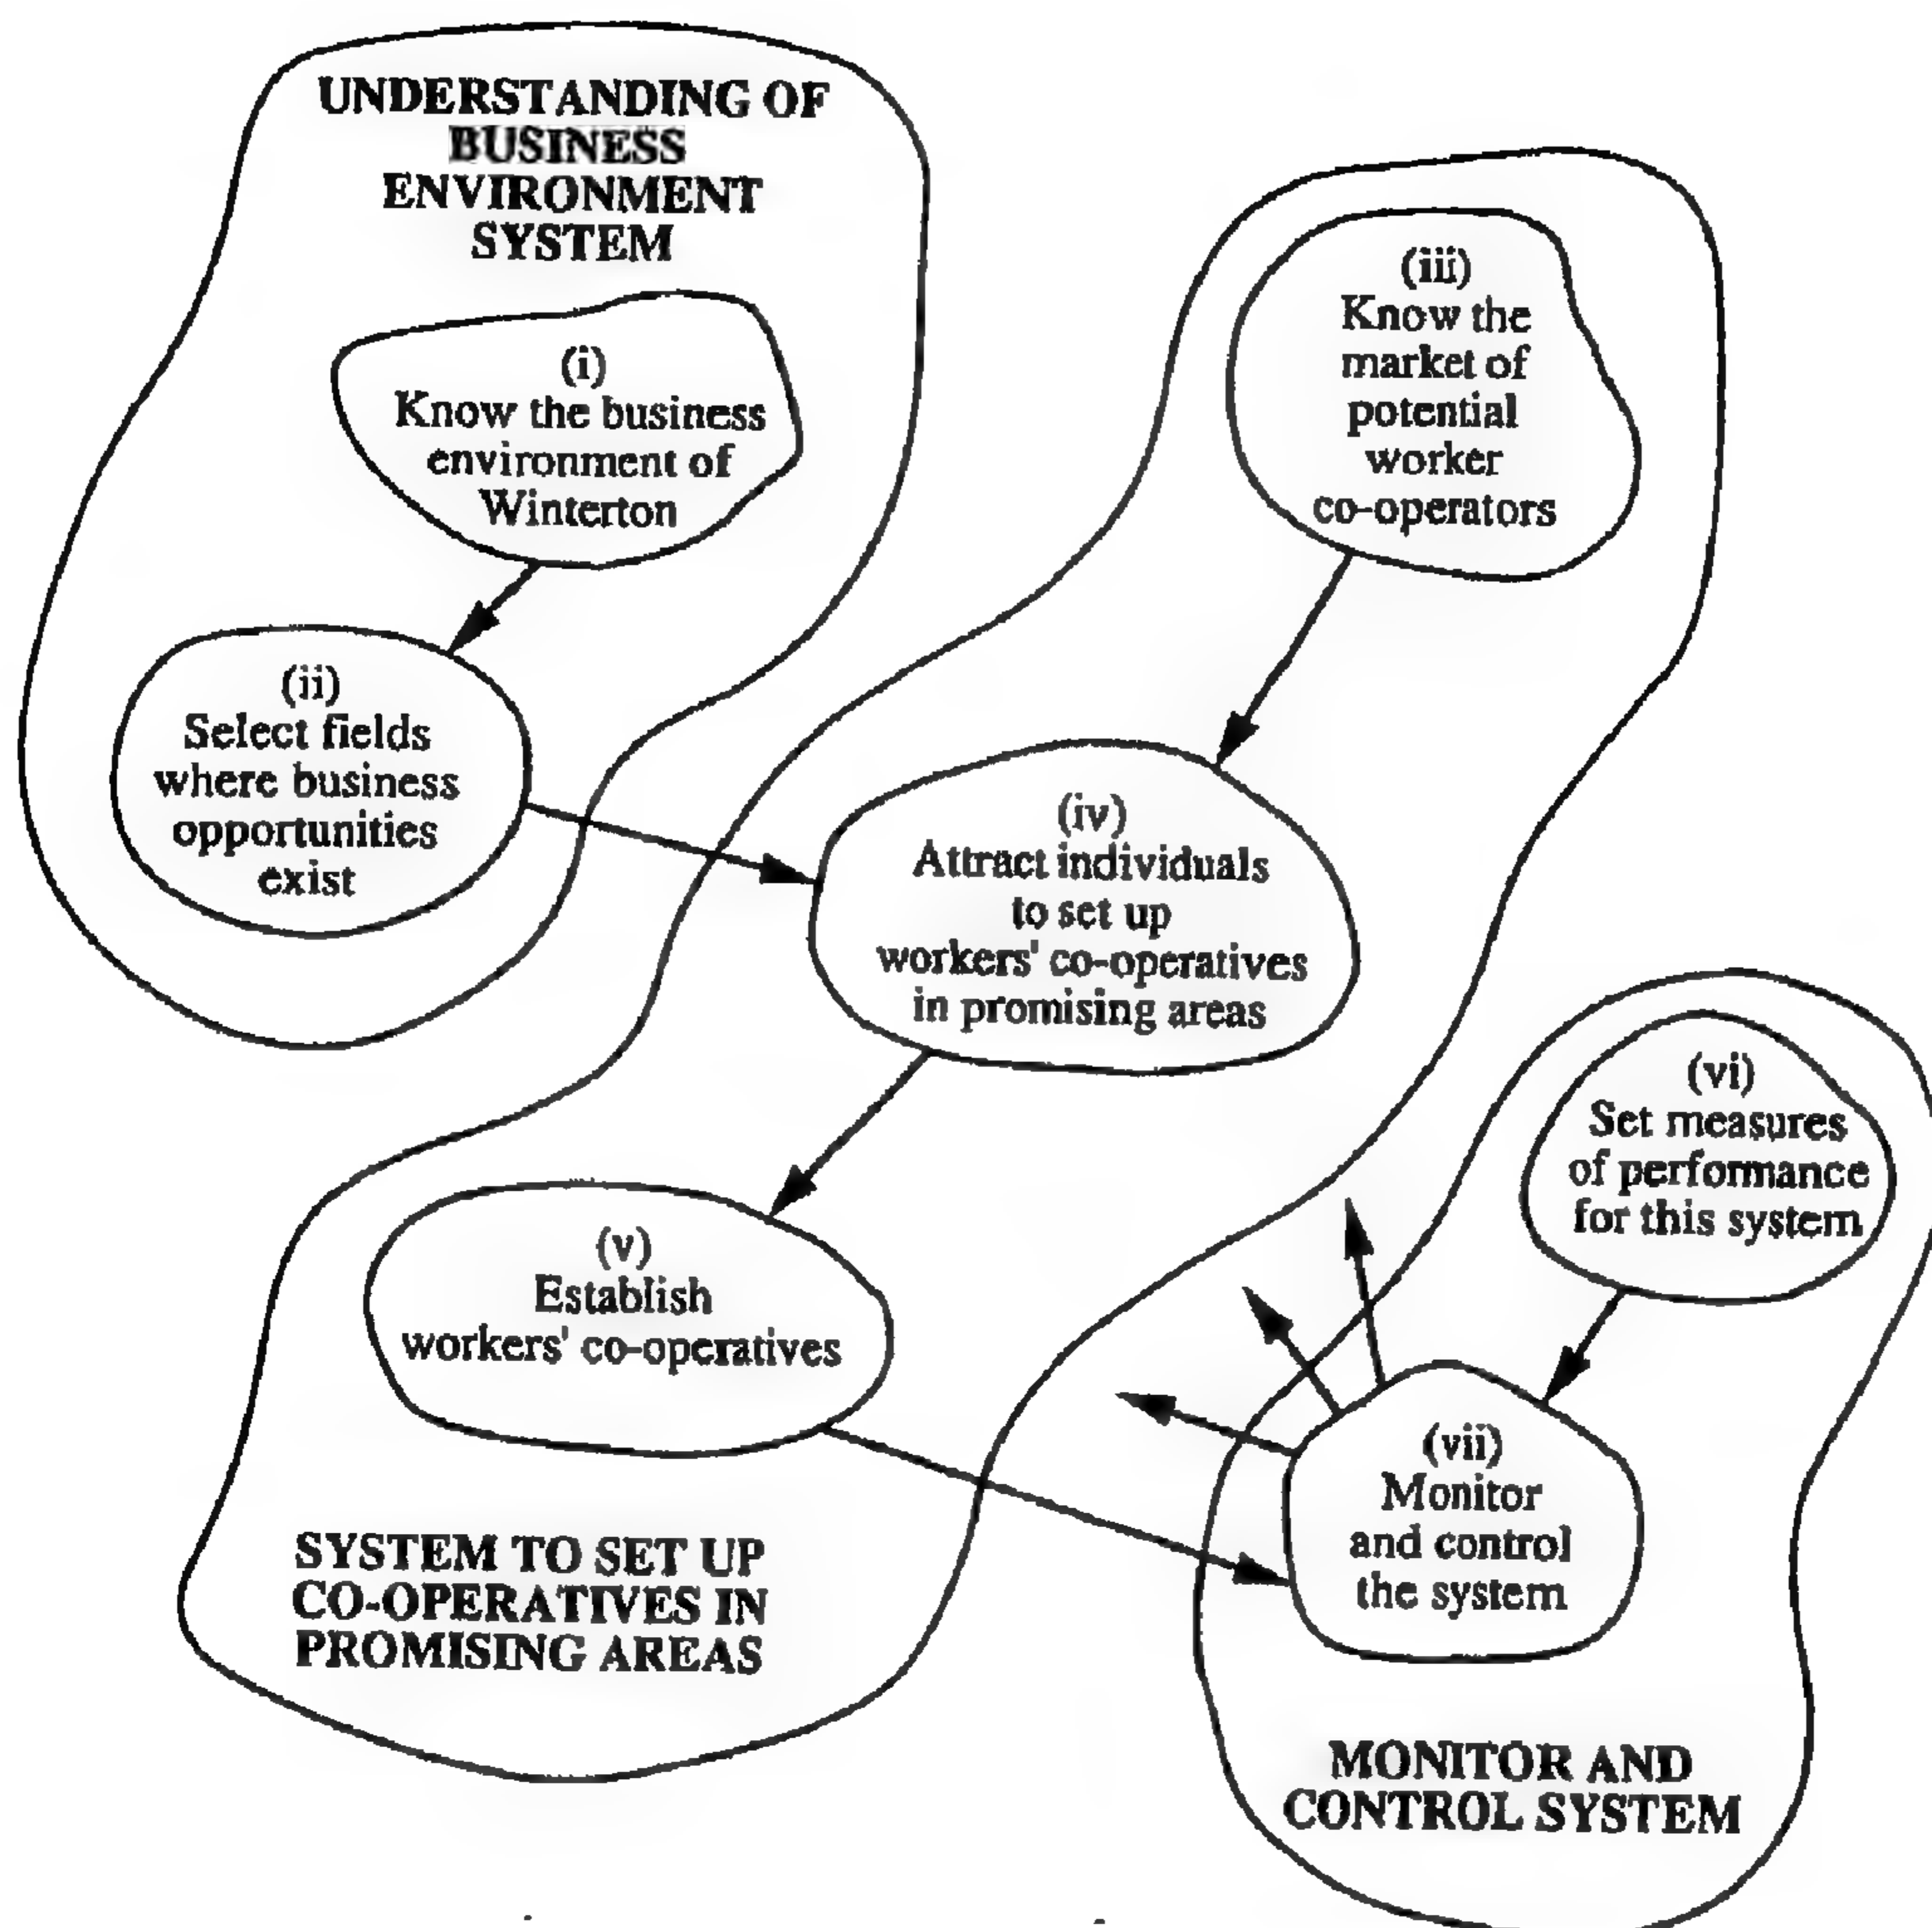 UNDERSTANDING OF
BUSINESS
ENVIRONMENT
SYSTEM
(i)
Know the business
environment of
Winterton
(ii)
Select fields
where business
opportunities
exist
(iii)
Know the
market of
potential
worker
co-operators
(iv)
Attract individuals
to set up
workers' co-operatives
in promising areas
(v)
Establish
workers' co-operatives
SYSTEM TO SET UP
CO-OPERATIVES IN
PROMISING AREAS
(vi)
Set measures
of performance
for this system
(vii)
Monitor
and control
the system
MONITOR AND
CONTROL SYSTEM